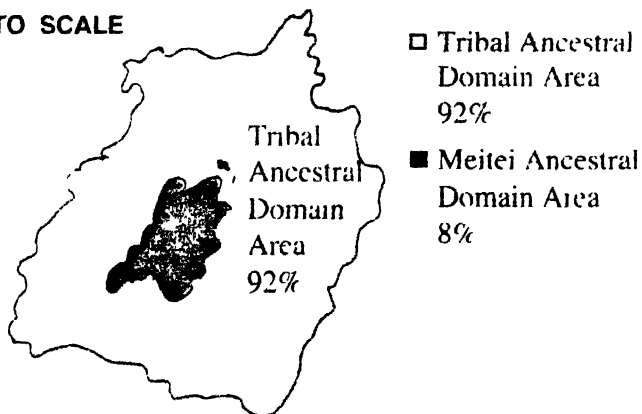 TO SCALE
Tribal
Ancestral
Domain
Area
92%
□ Tribal Ancestral
Domain Area
92%
■ Meitei Ancestral
Domain Area
8%